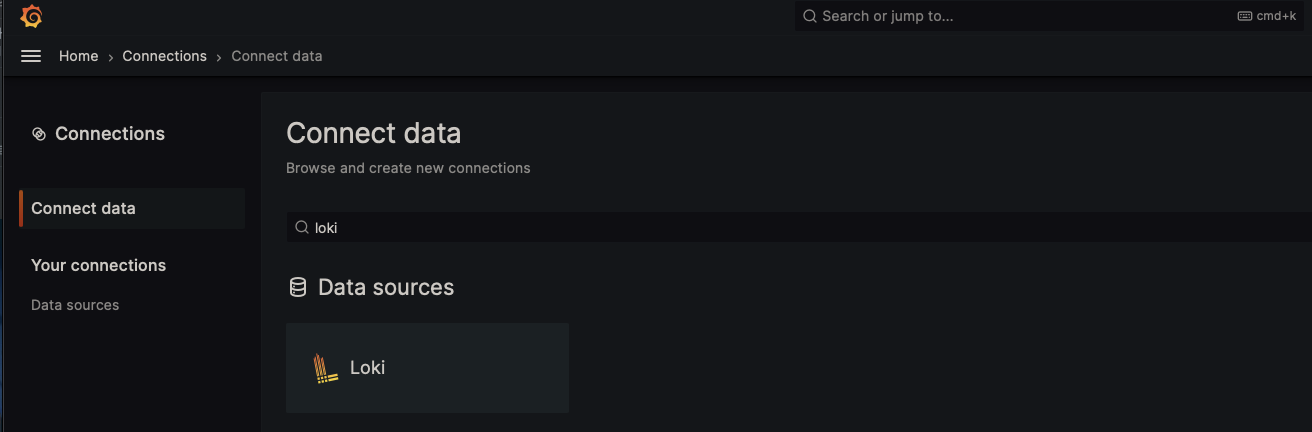 Search or jump to... cmd+k
Home › Connections › Connect data
Connections
Connect data
Your connections
Data sources
Connect data
Browse and create new connections
loki
Data sources
Loki